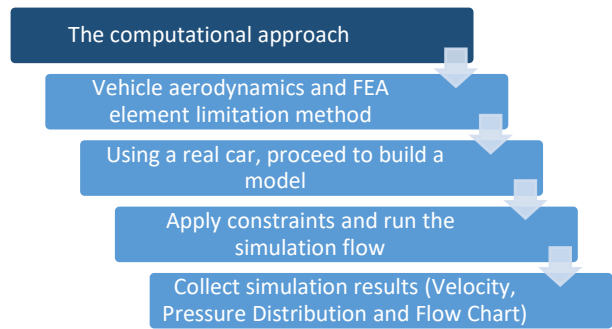 The computational approach
Vehicle aerodynamics and FEA
element limitation method
Using a real car, proceed to build a
model
Apply constraints and run the
simulation flow
Collect simulation results (Velocity,
Pressure Distribution and Flow Chart)